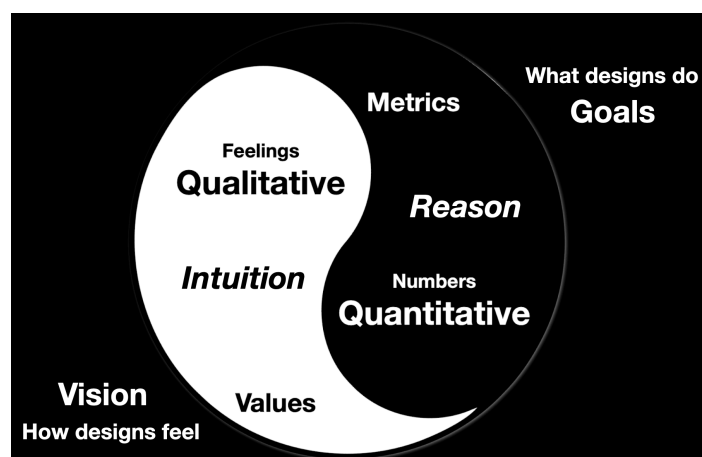 What designs do
Goals
Metrics
Feelings
Qualitative
Reason
Intuition
Numbers
Quantitative
Vision
How designs feel
Values